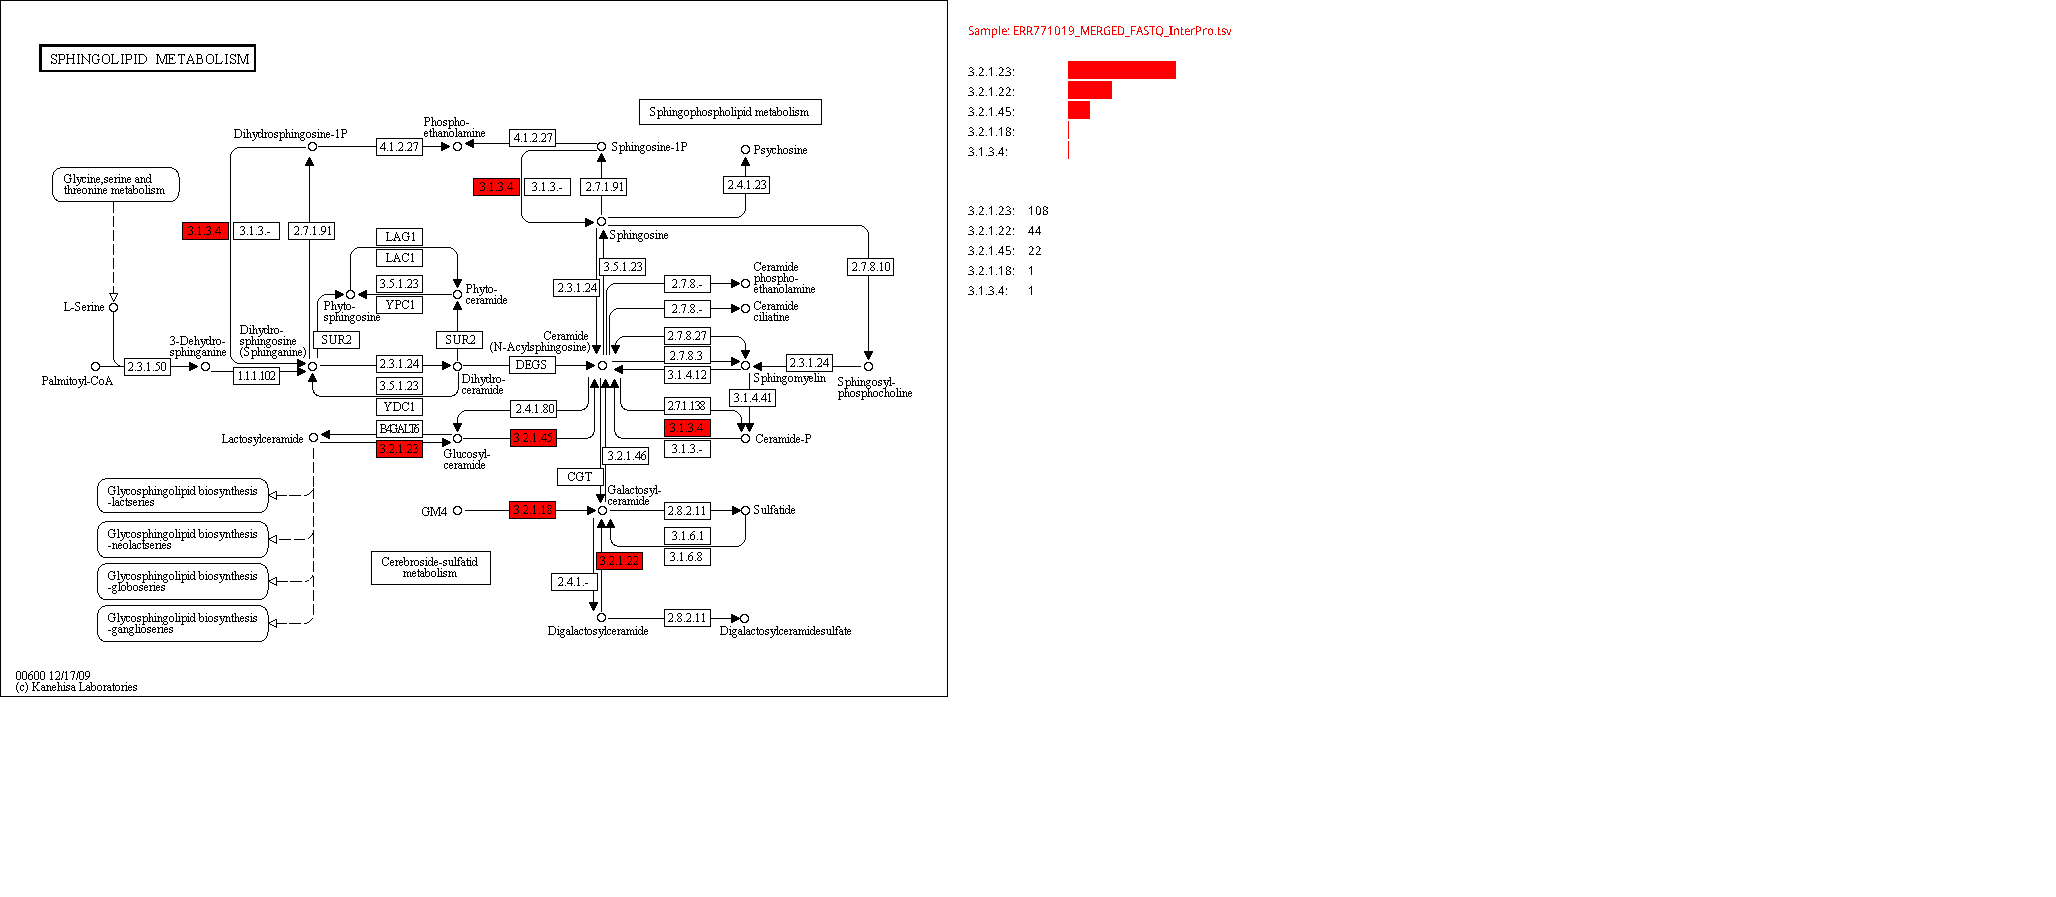 SPHINGOLIPID METABOLISM
Sphingophospholipid metabolism
Dihydrosphingosine-1P
4.1.2.27
Phospho-
ethanolamine
4.1.2.27
Sphingosine-1P
Psychosine
Glycine,serine and
threonine metabolism
3.1.3.4
3.1.3.-
2.7.1.91
2.4.1.23
3.1.3.4
3.1.3.-
2.7.1.91
LAG1
LAC1
3.5.1.23
YPC1
Phyto-
sphingosine
Phyto-
ceramide
Sphingosine
3.5.1.23
2.3.1.24
2.7.8.10
2.7.8.-
Ceramide
phospho-
ethanolamine
2.7.8.-
Ceramide
ciliatine
L-Serine
3-Dehydro-
sphinganine
Dihydro-
sphingosine
(Sphinganine)
SUR2
SUR2
Ceramide
(N-Acylsphingosine)
2.7.8.27
2.7.8.3
3.1.4.12
2.3.1.24
Palmitoyl-CoA
2.3.1.50
1.1.1.102
2.3.1.24
3.5.1.23
YDC1
Dihydro-
ceramide
DEGS
Sphingomyelin
Sphingosyl-
phosphocholine
3.1.4.41
2.4.1.80
2.7.1.138
Lactosylceramide
B4GALT6
3.2.1.23
Glucosyl-
ceramide
3.2.1.45
3.1.3.4
3.1.3.-
Ceramide-P
3.2.1.46
CGT
Glycosphingolipid biosynthesis
-lactseries
Glycosphingolipid biosynthesis
-neolactseries
Glycosphingolipid biosynthesis
-globoseries
Glycosphingolipid biosynthesis
-ganglioseries
GM4
3.2.1.18
Galactosyl-
ceramide
2.8.2.11
Sulfatide
3.1.6.1
3.1.6.8
Cerebroside-sulfatid
metabolism
3.2.1.22
2.4.1.-
Digalactosylceramide
2.8.2.11
Digalactosylceramidesulfate
00600 12/17/09
(c) Kanehisa Laboratories
Sample: ERR771019_MERGED_FASTQ_InterPro.tsv
3.2.1.23:
3.2.1.22:
3.2.1.45:
3.2.1.18:
3.1.3.4:
3.2.1.23: 108
3.2.1.22: 44
3.2.1.45: 22
3.2.1.18: 1
3.1.3.4: 1